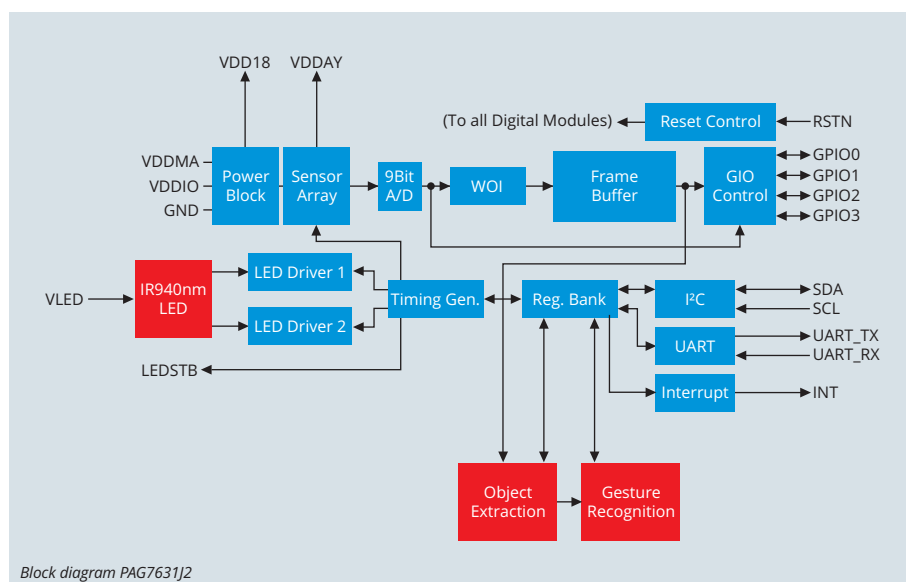 VDD18
VDDAY
(To all Digital Modules)
Reset Control
RSTN
VDDMA
VDDIO
GND
Power
Block
Sensor
Array
9Bit
A/D
WOI
Frame
Buffer
GIO
Control
GPIO0
GPIO1
GPIO2
GPIO3
VLED
IR940nm
LED
LED Driver 1
LED Driver 2
LEDSTB
Timing Gen.
Reg. Bank
I²C
SDA
SCL
UART
UART_TX
UART_RX
Interrupt
INT
Object
Extraction
Gesture
Recognition
Block diagram PAG7631J2